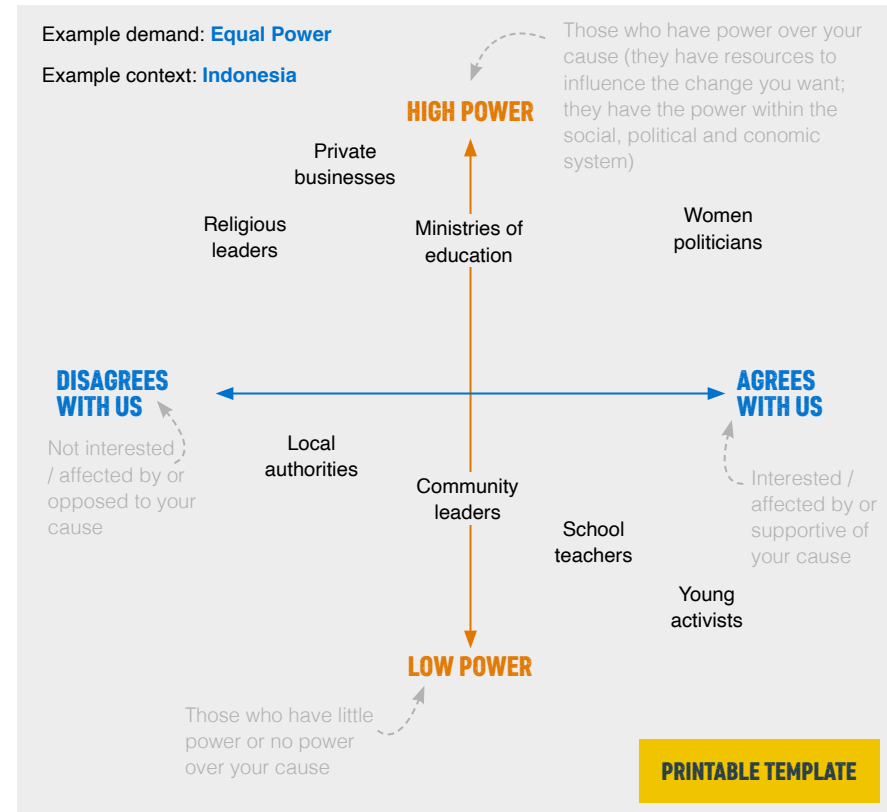 Example demand: Equal Power
Example context: Indonesia
Those who have power over your
cause (they have resources to
influence the change you want;
they have the power within the
social, political and conomic
system)
HIGH POWER
Private
businesses
Religious
leaders
Ministries of
education
Women
politicians
DISAGREES
WITH US
AGREES
WITH US
Not interested
/ affected by or
opposed to your
cause
Local
authorities
Community
leaders
Interested /
affected by or
supportive of
your cause
School
teachers
Young
activists
LOW POWER
Those who have little
power or no power
over your cause
PRINTABLE TEMPLATE